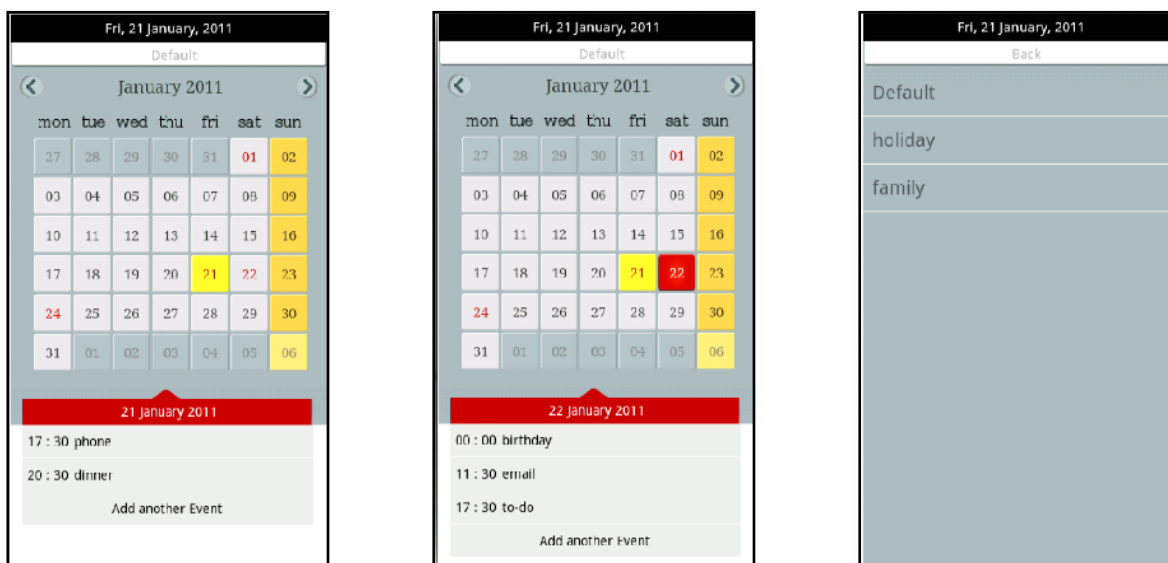 Fri, 21 January, 2011
Default
January 2011
mon tue wed thu fri sat sun
27 28 29 30 31 01 02
03 04 05 06 07 08 09
10 11 12 13 14 15 16
17 18 19 20 21 22 23
24 25 26 27 28 29 30
31 01 02 03 04 05 06
21 January 2011
17 : 30 phone
20 : 30 dinner
Add another Event
Fri, 21 January, 2011
Default
January 2011
mon tue wed thu fri sat sun
27 28 29 30 31 01 02
03 04 05 06 07 08 09
10 11 12 13 14 15 16
17 18 19 20 21 22 23
24 25 26 27 28 29 30
31 01 02 03 04 05 06
22 January 2011
00 : 00 birthday
11 : 30 email
17 : 30 to-do
Add another Event
Fri, 21 January, 2011
Back
Default
holiday
family